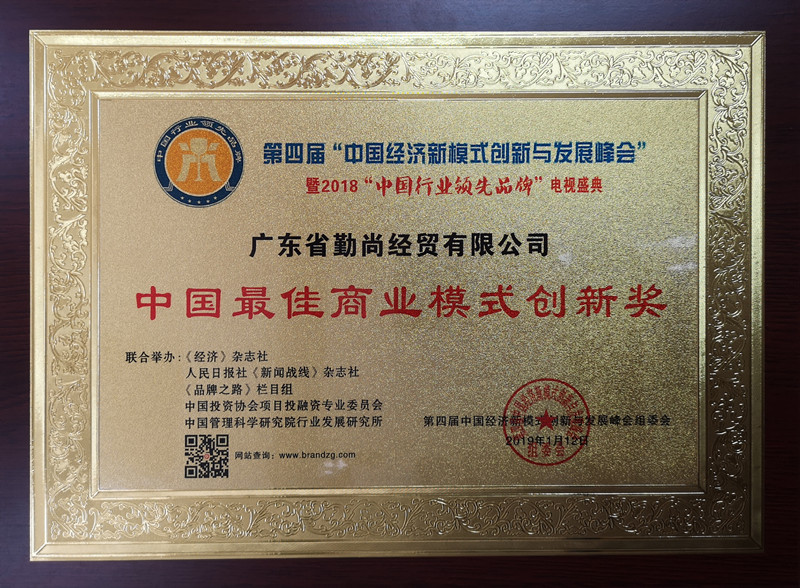 中国行业领先品牌
第四届“中国经济新模式创新与发展峰会”
暨2018“中国行业领先品牌”电视盛典
广东省勤尚经贸有限公司
中国最佳商业模式创新奖
联合举办：《经济》杂志社
人民日报社《新闻战线》杂志社
《品牌之路》栏目组
中国投资协会项目投融资专业委员会
中国管理科学研究院行业发展研究所
网站查询：www.brandzg.com
第四届中国经济新模式创新与发展峰会组委会
2019年1月12日
组委会